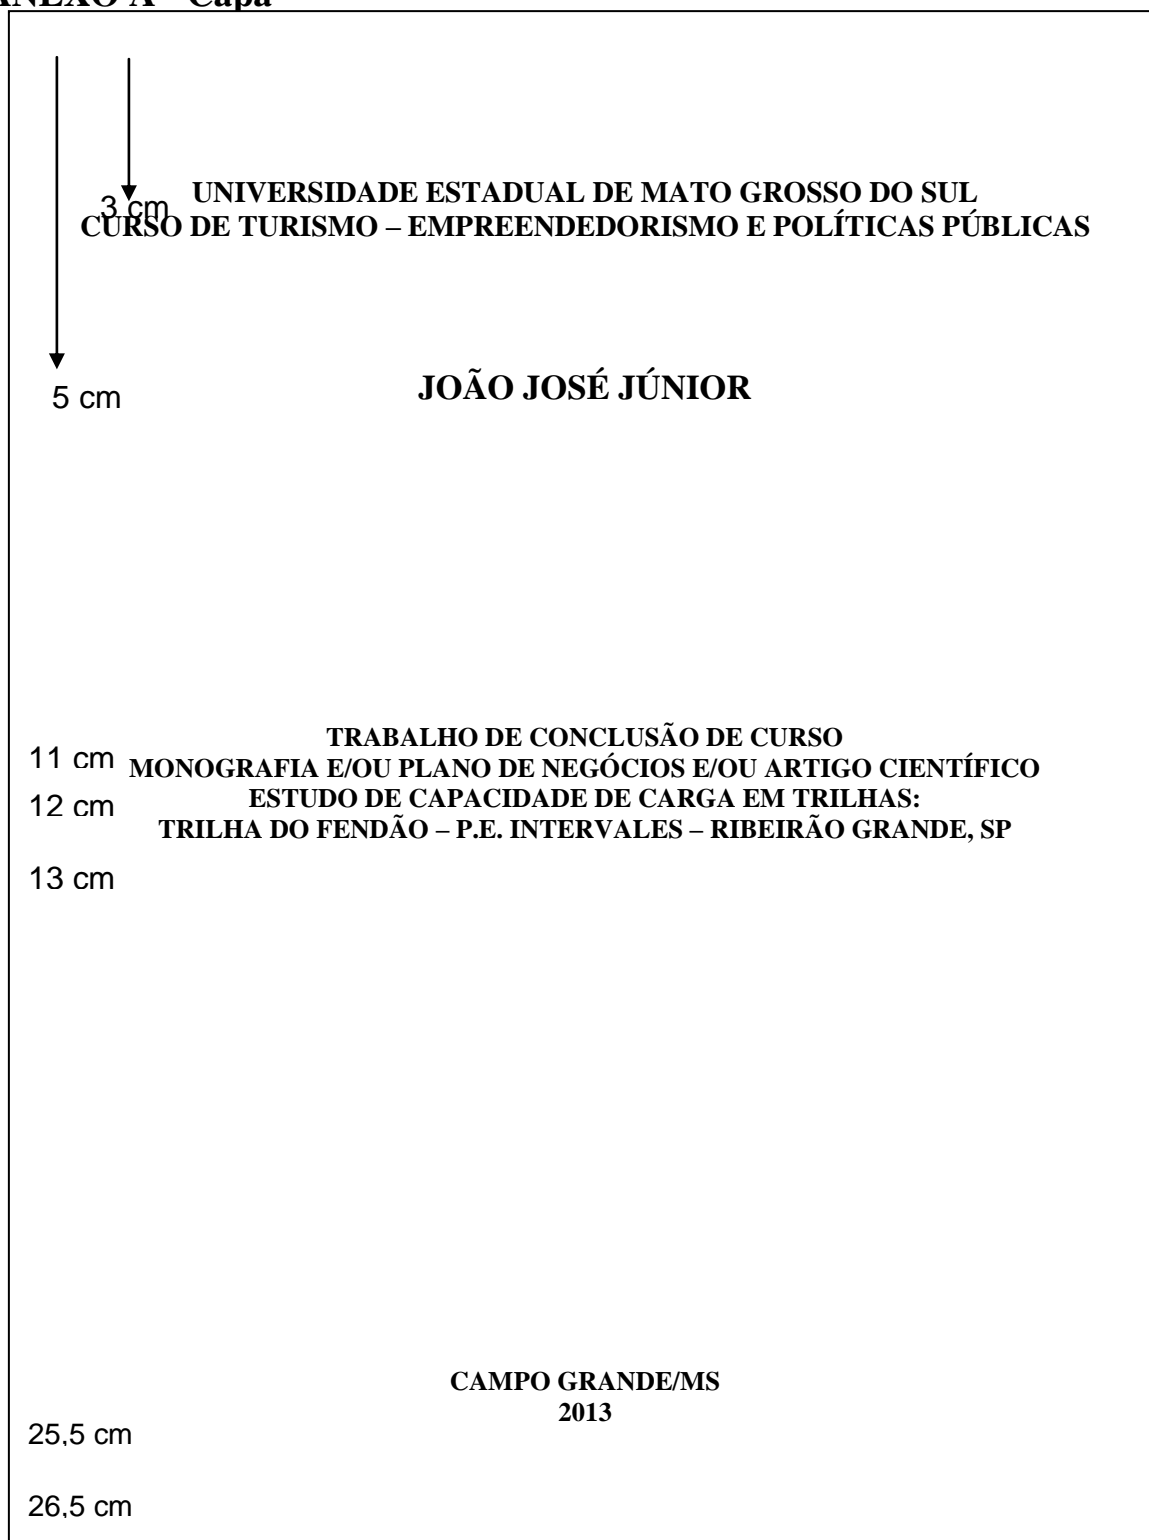 ANEXO A – Capa
UNIVERSIDADE ESTADUAL DE MATO GROSSO DO SUL
3 cm
CURSO DE TURISMO – EMPREENDEDORISMO E POLÍTICAS PÚBLICAS
5 cm
JOÃO JOSÉ JÚNIOR
TRABALHO DE CONCLUSÃO DE CURSO
11 cm
MONOGRAFIA E/OU PLANO DE NEGÓCIOS E/OU ARTIGO CIENTÍFICO
ESTUDO DE CAPACIDADE DE CARGA EM TRILHAS:
12 cm
TRILHA DO FENDÃO – P.E. INTERVALES – RIBEIRÃO GRANDE, SP
13 cm
CAMPO GRANDE/MS
2013
25,5 cm
26,5 cm